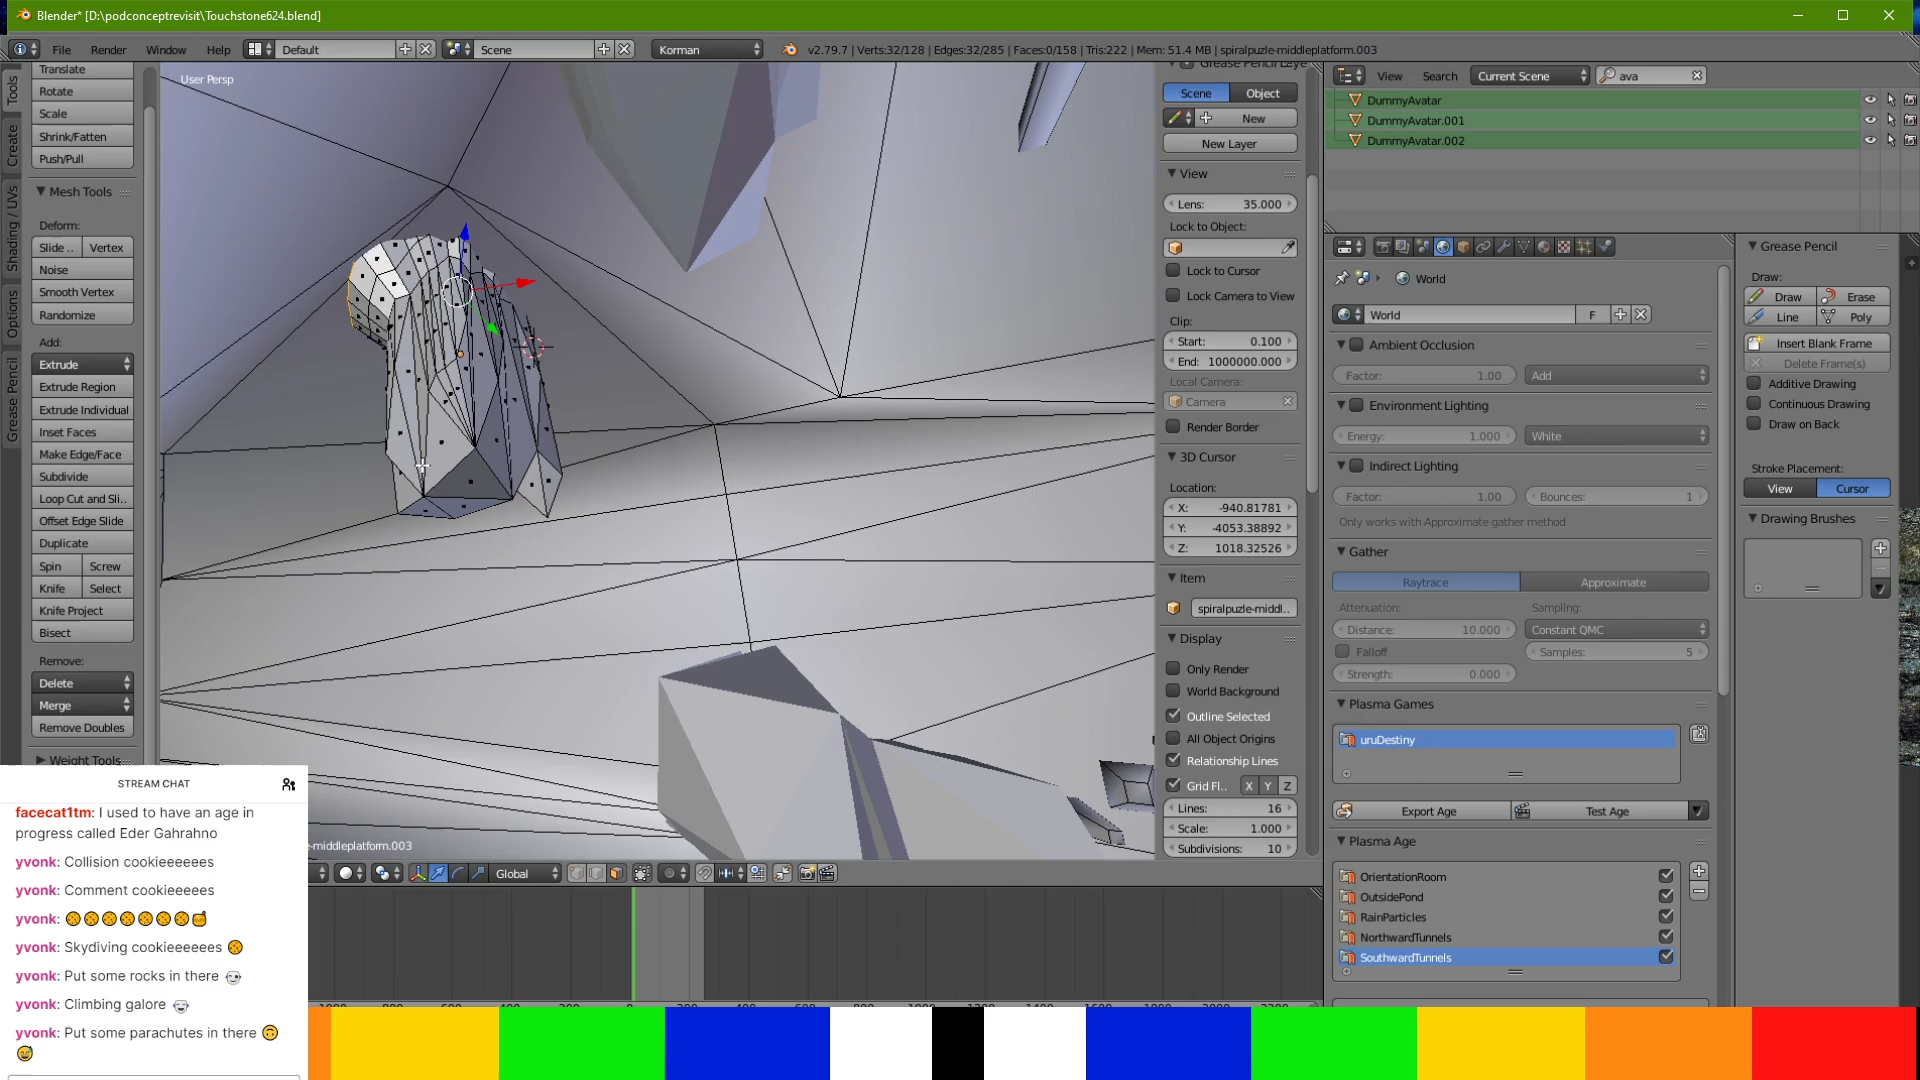 Blender* [D:\podconceptrevisit\Touchstone624.blend]
File Render Window Help Default Scene Korman v2.79.7 | Verts:32/128 | Edges:32/285 | Faces:0/158 | Tris:222 | Mem: 51.4 MB | spiralpuzle-middleplatform.003
User Persp
Tools
Create
Shading / UVs
Options
Grease Pencil
Translate
Rotate
Scale
Shrink/Fatten
Push/Pull
Mesh Tools
Deform:
Slide .. Vertex
Noise
Smooth Vertex
Randomize
Add:
Extrude
Extrude Region
Extrude Individual
Inset Faces
Make Edge/Face
Subdivide
Loop Cut and Sli..
Offset Edge Slide
Duplicate
Spin Screw
Knife Select
Knife Project
Bisect
Remove:
Delete
Merge
Remove Doubles
Weight Tools
STREAM CHAT
facecat1tm: I used to have an age in
progress called Eder Gahrahno
yvonk: Collision cookieeeeees
yvonk: Comment cookieeeees
yvonk: 🍪🍪🍪🍪🍪🍪🍪🍯
yvonk: Skydiving cookieeeeees 🍪
yvonk: Put some rocks in there
yvonk: Climbing galore
yvonk: Put some parachutes in there 🙃
😅
e-middleplatform.003
Global
Grease Pencil Laye
Scene Object
New
New Layer
View
Lens: 35.000
Lock to Object:
Lock to Cursor
Lock Camera to View
Clip:
Start: 0.100
End: 1000000.000
Local Camera:
Camera
Render Border
3D Cursor
Location:
X: -940.81781
Y: -4053.38892
Z: 1018.32526
Item
spiralpuzle-middl..
Display
Only Render
World Background
Outline Selected
All Object Origins
Relationship Lines
Grid Fl.. X Y Z
Lines: 16
Scale: 1.000
Subdivisions: 10
View Search Current Scene ava
DummyAvatar
DummyAvatar.001
DummyAvatar.002
World
World F
Ambient Occlusion
Factor: 1.00 Add
Environment Lighting
Energy: 1.000 White
Indirect Lighting
Factor: 1.00 Bounces: 1
Only works with Approximate gather method
Gather
Raytrace Approximate
Attenuation: Sampling:
Distance: 10.000 Constant QMC
Falloff Samples: 5
Strength: 0.000
Plasma Games
uruDestiny
Export Age Test Age
Plasma Age
OrientationRoom
OutsidePond
RainParticles
NorthwardTunnels
SouthwardTunnels
Grease Pencil
Draw:
Draw Erase
Line Poly
Insert Blank Frame
Delete Frame(s)
Additive Drawing
Continuous Drawing
Draw on Back
Stroke Placement:
View Cursor
Drawing Brushes